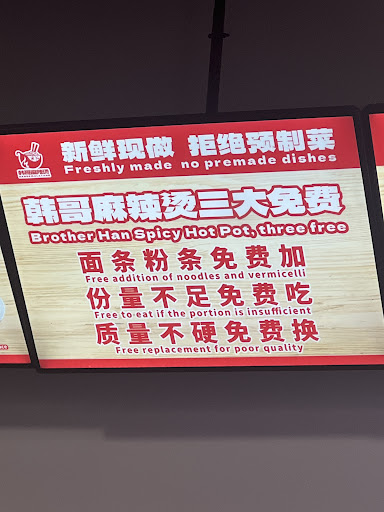 新鲜现做 拒绝预制菜
Freshly made no premade dishes
韩哥麻辣烫三大免费
Brother Han Spicy Hot Pot, three free
面条粉条免费加
Free addition of noodles and vermicelli
份量不足免费吃
Free to eat if the portion is insufficient
质量不硬免费换
Free replacement for poor quality